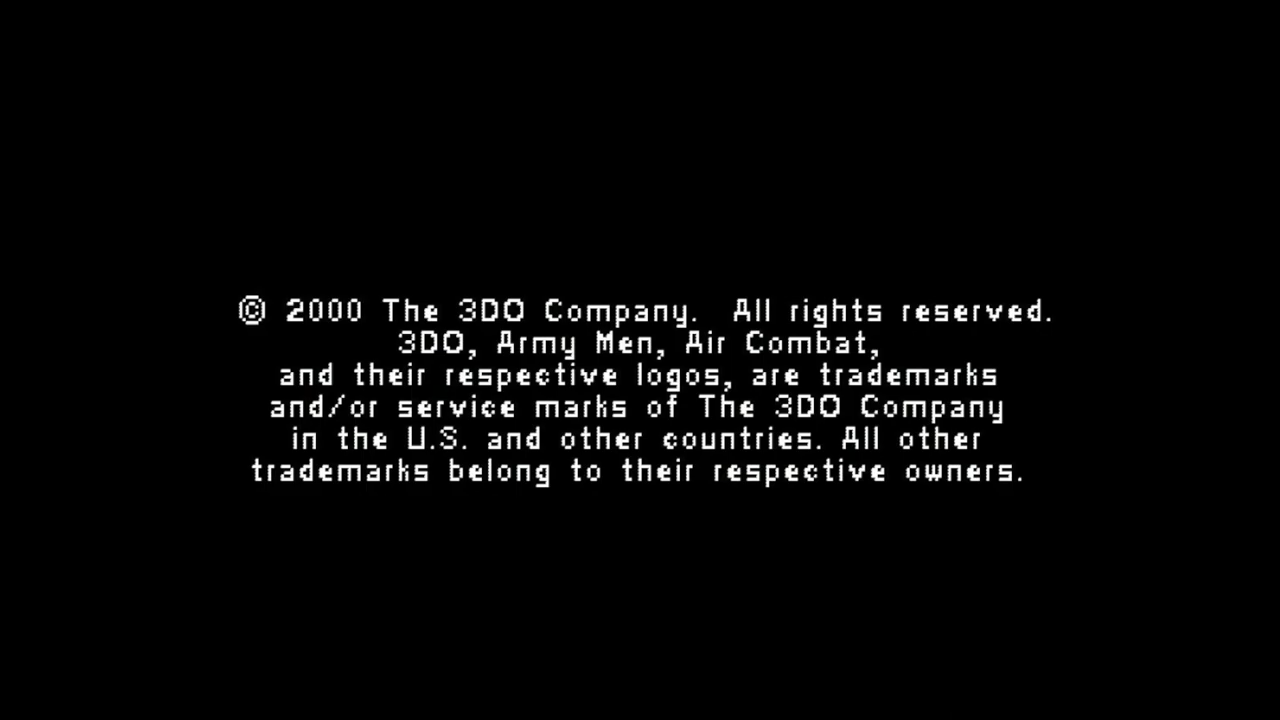 © 2000 The 3DO Company.  All rights reserved.
3DO, Army Men, Air Combat,
and their respective logos, are trademarks
and/or service marks of The 3DO Company
in the U.S. and other countries. All other
trademarks belong to their respective owners.